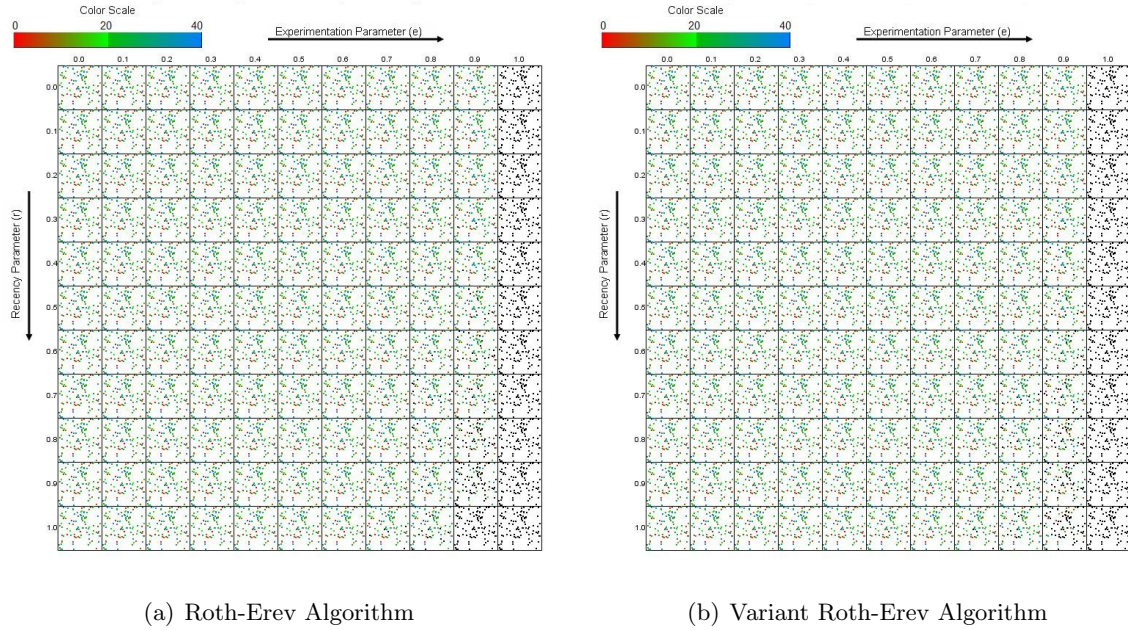 Color Scale
0 20 40
Experimentation Parameter (e)
0.0 0.1 0.2 0.3 0.4 0.5 0.6 0.7 0.8 0.9 1.0
Recency Parameter (r)
0.0
0.1
0.2
0.3
0.4
0.5
0.6
0.7
0.8
0.9
1.0
(a) Roth-Erev Algorithm
Color Scale
0 20 40
Experimentation Parameter (e)
0.0 0.1 0.2 0.3 0.4 0.5 0.6 0.7 0.8 0.9 1.0
Recency Parameter (r)
0.0
0.1
0.2
0.3
0.4
0.5
0.6
0.7
0.8
0.9
1.0
(b) Variant Roth-Erev Algorithm